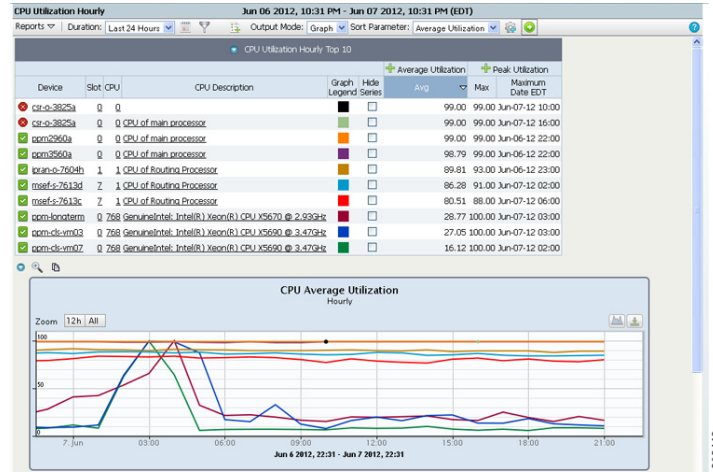 CPU Utilization Hourly Jun 06 2012, 10:31 PM - Jun 07 2012, 10:31 PM (EDT)
Reports Duration: Last 24 Hours Output Mode: Graph Sort Parameter: Average Utilization
CPU Utilization Hourly Top 10
Average Utilization Peak Utilization
Device Slot CPU CPU Description Graph Legend Hide Series Avg Max Maximum Date EDT
csr-o-3825a 0 0 99.00 99.00 Jun-07-12 10:00
csr-o-3825a 0 0 CPU of main processor 99.00 99.00 Jun-07-12 16:00
ppm2960a 0 0 CPU of main processor 99.00 99.00 Jun-06-12 22:00
ppm3560a 0 0 CPU of main processor 98.79 99.00 Jun-06-12 22:00
ipran-o-7604h 1 1 CPU of Routing Processor 89.81 93.00 Jun-06-12 23:00
msef-s-7613d 7 1 CPU of Routing Processor 86.28 91.00 Jun-07-12 02:00
msef-s-7613c 7 1 CPU of Routing Processor 80.51 88.00 Jun-07-12 06:00
ppm-longterm 0 768 GenuineIntel: Intel(R) Xeon(R) CPU X5670 @ 2.93GHz 28.77 100.00 Jun-07-12 03:00
ppm-cls-vm03 0 768 GenuineIntel: Intel(R) Xeon(R) CPU X5690 @ 3.47GHz 27.05 100.00 Jun-07-12 03:00
ppm-cls-vm07 0 768 GenuineIntel: Intel(R) Xeon(R) CPU X5690 @ 3.47GHz 16.12 100.00 Jun-07-12 02:00
CPU Average Utilization
Hourly
Zoom 12h All
100
50
0
7. Jun 03:00 06:00 09:00 12:00 15:00 18:00 21:00
Jun 6 2012, 22:31 - Jun 7 2012, 22:31